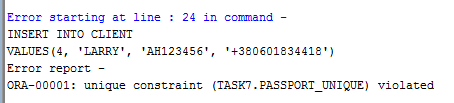 Error starting at line : 24 in command -
INSERT INTO CLIENT
VALUES(4, 'LARRY', 'AH123456', '+380601834418')
Error report -
ORA-00001: unique constraint (TASK7.PASSPORT_UNIQUE) violated